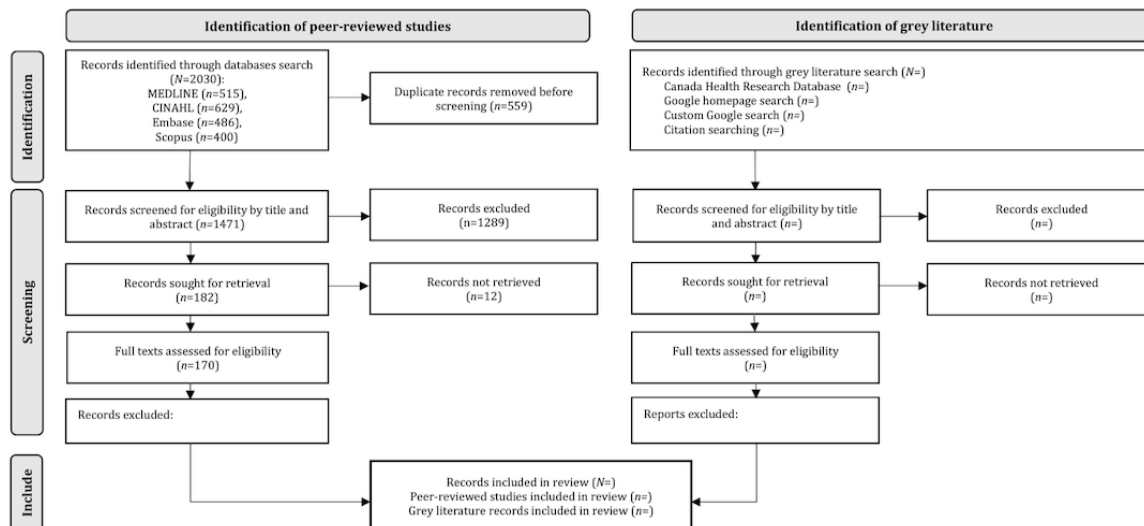 Identification of peer-reviewed studies
Identification of grey literature
Identification
Records identified through databases search
(N=2030):
MEDLINE (n=515),
CINAHL (n=629),
Embase (n=486),
Scopus (n=400)
Duplicate records removed before
screening (n=559)
Records identified through grey literature search (N=)
Canada Health Research Database (n=)
Google homepage search (n=)
Custom Google search (n=)
Citation searching (n=)
Screening
Records screened for eligibility by title and
abstract (n=1471)
Records excluded
(n=1289)
Records screened for eligibility by title
and abstract (n=)
Records excluded
(n=)
Records sought for retrieval
(n=182)
Records not retrieved
(n=12)
Records sought for retrieval
(n=)
Records not retrieved
(n=)
Full texts assessed for eligibility
(n=170)
Full texts assessed for eligibility
(n=)
Records excluded:
Reports excluded:
Include
Records included in review (N=)
Peer-reviewed studies included in review (n=)
Grey literature records included in review (n=)